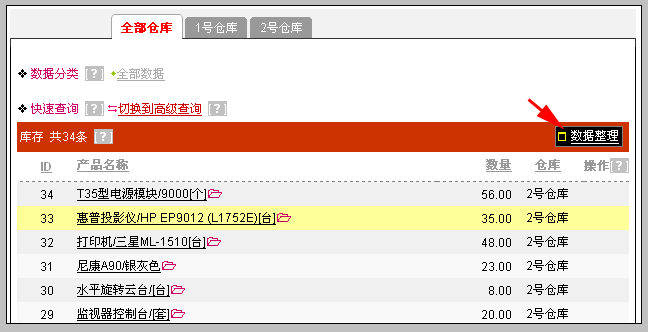 全部仓库 1号仓库 2号仓库
❖ 数据分类 [?] 全部数据
❖ 快速查询 [?] ⇆切换到高级查询 [?]
库存 共34条 [?] 数据整理
ID 产品名称 数量 仓库 操作[?]
34 T35型电源模块/9000[个] 56.00 2号仓库
33 惠普投影仪/HP EP9012 (L1752E)[台] 35.00 2号仓库
32 打印机/三星ML-1510[台] 48.00 2号仓库
31 尼康A90/银灰色 23.00 2号仓库
30 水平旋转云台/[台] 8.00 2号仓库
29 监视器控制台/[套] 20.00 2号仓库